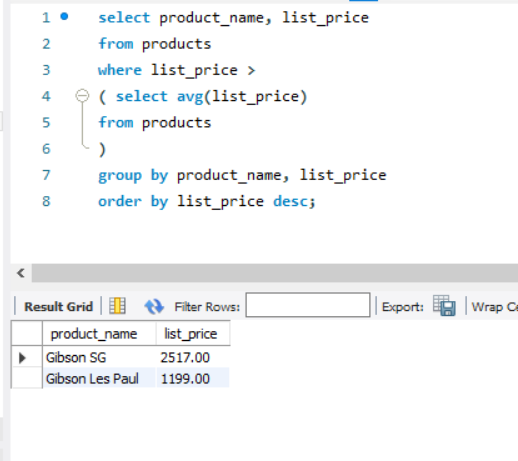 1 select product_name, list_price
2 from products
3 where list_price >
4 ( select avg(list_price)
5 from products
6 )
7 group by product_name, list_price
8 order by list_price desc;
Result Grid Filter Rows: Export: Wrap Ce
product_name list_price
Gibson SG 2517.00
Gibson Les Paul 1199.00